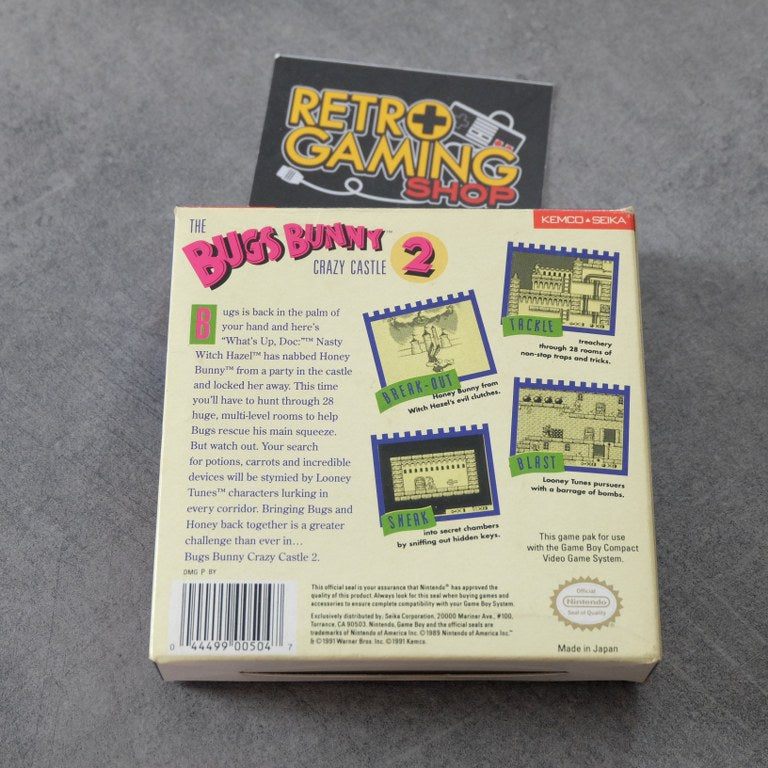 RETRO
GAMING
SHOP
KEMCO ▲ SEIKA
THE
BUGS BUNNY™
CRAZY CASTLE 2
Bugs is back in the palm of
your hand and here's
"What's Up, Doc:"™ Nasty
Witch Hazel™ has nabbed Honey
Bunny™ from a party in the castle
and locked her away. This time
you'll have to hunt through 28
huge, multi-level rooms to help
Bugs rescue his main squeeze.
But watch out. Your search
for potions, carrots and incredible
devices will be stymied by Looney
Tunes™ characters lurking in
every corridor. Bringing Bugs and
Honey back together is a greater
challenge than ever in...
Bugs Bunny Crazy Castle 2.
DMG P BY
BREAK-OUT
Honey Bunny from
Witch Hazel's evil clutches.
TACKLE
treachery
through 28 rooms of
non-stop traps and tricks.
SNEAK
into secret chambers
by sniffing out hidden keys.
BLAST
Looney Tunes pursuers
with a barrage of bombs.
This game pak for use
with the Game Boy Compact
Video Game System.
0 44499 00504 7
This official seal is your assurance that Nintendo® has approved the
quality of this product. Always look for this seal when buying games and
accessories to ensure complete compatibility with your Game Boy System.
Exclusively distributed by: Seika Corporation, 20000 Mariner Ave., #100,
Torrance, CA 90503. Nintendo, Game Boy and the official seals are
trademarks of Nintendo of America Inc. © 1989 Nintendo of America Inc.
™ & © 1991 Warner Bros. Inc. © 1991 Kemco.
Official
Nintendo
Seal of Quality
Made in Japan